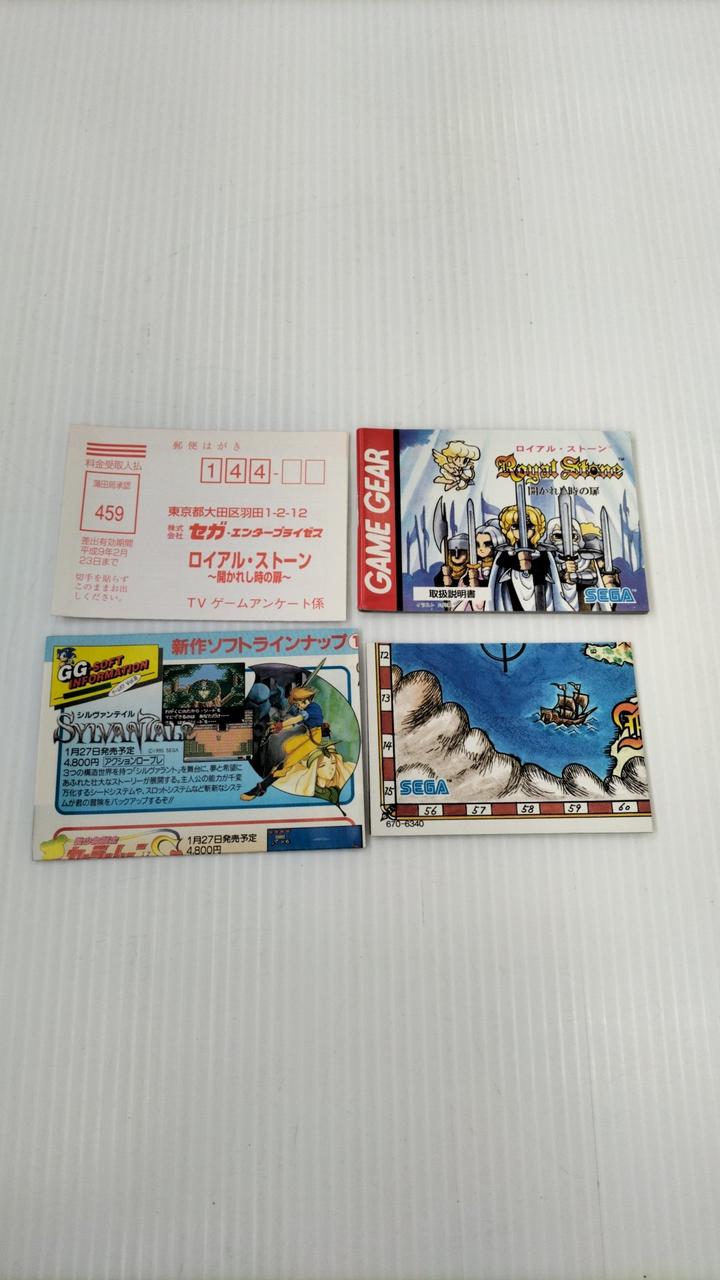 郵便はがき
料金受取人払
蒲田局承認
459
差出有効期間
平成9年2月
23日まで
切手を貼らず
このままお出
しください。
144-
東京都大田区羽田1-2-12
株式会社 セガ・エンタープライゼス
ロイアル・ストーン
〜開かれし時の扉〜
TVゲームアンケート係
GAME GEAR
ロイアル・ストーン
Royal Stone™
開かれし時の扉
取扱説明書
SEGA
GG-SOFT
INFORMATION
新作ソフトラインナップ①
シルヴァンテイル
SYLVAN TALE
1月27日発売予定
©1995 SEGA
4,800円 アクションロープレ
3つの構造世界を持つ「シルヴァラント」を舞台に、夢と希望に
あふれた壮大なストーリーが展開する。主人公の能力が千変
万化するシードシステムや、スロットシステムなど斬新なシステ
ムが君の冒険をバックアップするぞ!!
1月27日発売予定
4,800円
12
13
14
15
SEGA
56 57 58 59 60
670-6340